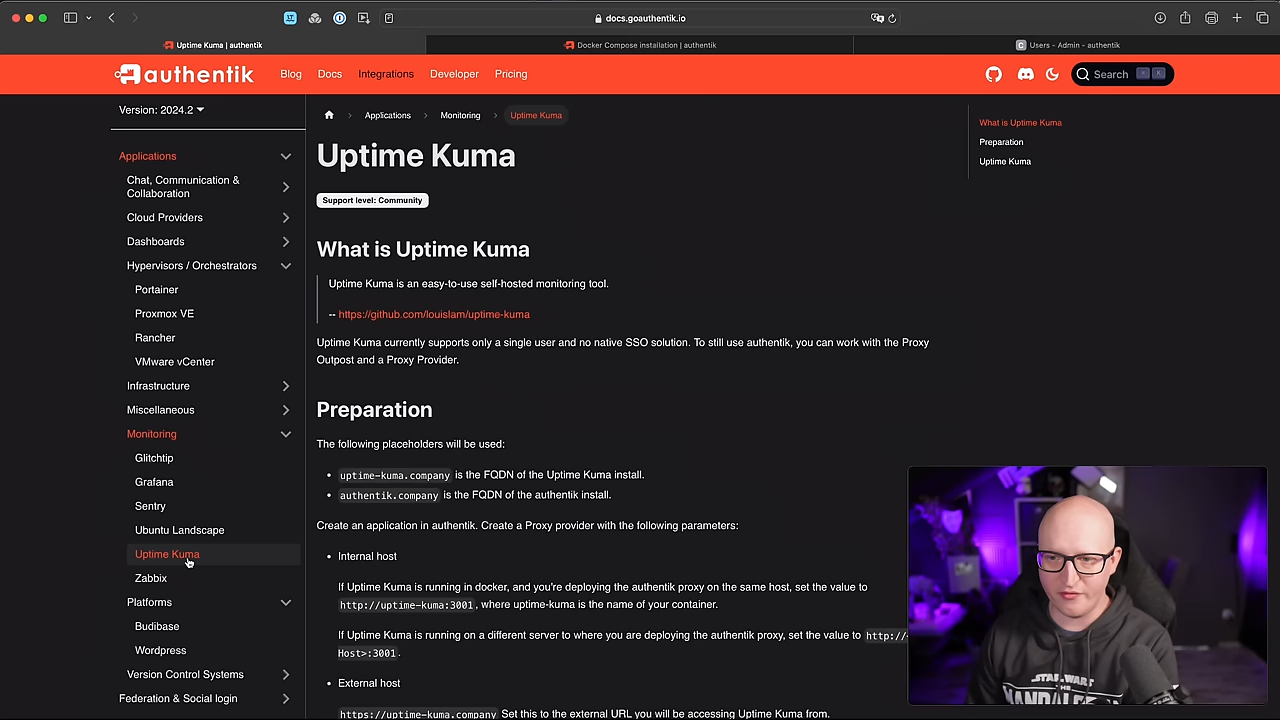 docs.goauthentik.io
Uptime Kuma | authentik
Docker Compose installation | authentik
Users - Admin - authentik
authentik
Blog
Docs
Integrations
Developer
Pricing
Search
Version: 2024.2
Applications
Chat, Communication &
Collaboration
Cloud Providers
Dashboards
Hypervisors / Orchestrators
Portainer
Proxmox VE
Rancher
VMware vCenter
Infrastructure
Miscellaneous
Monitoring
Glitchtip
Grafana
Sentry
Ubuntu Landscape
Uptime Kuma
Zabbix
Platforms
Budibase
Wordpress
Version Control Systems
Federation & Social login
Applications
Monitoring
Uptime Kuma
Uptime Kuma
Support level: Community
What is Uptime Kuma
Uptime Kuma is an easy-to-use self-hosted monitoring tool.
-- https://github.com/louislam/uptime-kuma
Uptime Kuma currently supports only a single user and no native SSO solution. To still use authentik, you can work with the Proxy
Outpost and a Proxy Provider.
Preparation
The following placeholders will be used:
• uptime-kuma.company is the FQDN of the Uptime Kuma install.
• authentik.company is the FQDN of the authentik install.
Create an application in authentik. Create a Proxy provider with the following parameters:
• Internal host
If Uptime Kuma is running in docker, and you're deploying the authentik proxy on the same host, set the value to
http://uptime-kuma:3001, where uptime-kuma is the name of your container.
If Uptime Kuma is running on a different server to where you are deploying the authentik proxy, set the value to http://
Host>:3001.
• External host
https://uptime-kuma.company Set this to the external URL you will be accessing Uptime Kuma from.
What is Uptime Kuma
Preparation
Uptime Kuma
STAR WARS
THE
MANDALORIAN